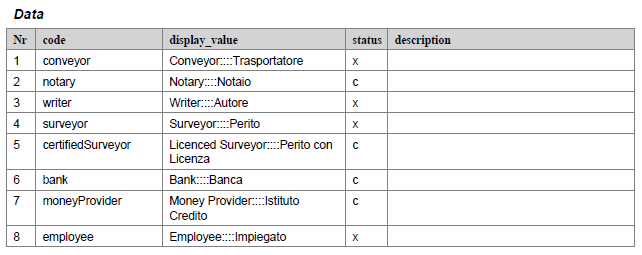 Data
Nr code display_value status description
1 conveyor Conveyor::::Trasportatore x
2 notary Notary::::Notaio c
3 writer Writer::::Autore x
4 surveyor Surveyor::::Perito x
5 certifiedSurveyor Licenced Surveyor::::Perito con c
Licenza
6 bank Bank::::Banca c
7 moneyProvider Money Provider::::Istituto c
Credito
8 employee Employee::::Impiegato x